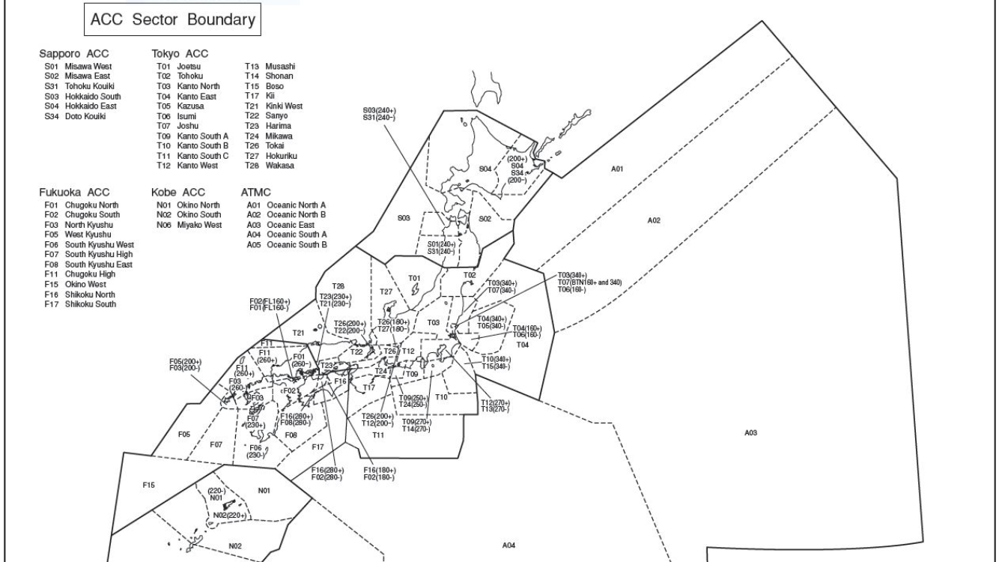 ACC Sector Boundary
Sapporo ACC
S01 Misawa West
S02 Misawa East
S31 Tohoku Kouiki
S03 Hokkaido South
S04 Hokkaido East
S34 Doto Kouiki
Tokyo ACC
T01 Joetsu
T02 Tohoku
T03 Kanto North
T04 Kanto East
T05 Kazusa
T06 Isumi
T07 Joshu
T09 Kanto South A
T10 Kanto South B
T11 Kanto South C
T12 Kanto West
T13 Musashi
T14 Shonan
T15 Boso
T17 Kii
T21 Kinki West
T22 Sanyo
T23 Harima
T24 Mikawa
T26 Tokai
T27 Hokuriku
T28 Wakasa
Fukuoka ACC
F01 Chugoku North
F02 Chugoku South
F03 North Kyushu
F05 West Kyushu
F06 South Kyushu West
F07 South Kyushu High
F08 South Kyushu East
F11 Chugoku High
F15 Okino West
F16 Shikoku North
F17 Shikoku South
Kobe ACC
N01 Okino North
N02 Okino South
N06 Miyako West
ATMC
A01 Oceanic North A
A02 Oceanic North B
A03 Oceanic East
A04 Oceanic South A
A05 Oceanic South B
S03(240+)
S31(240-)
S04
(200+)
S04
S34
(200-)
A01
A02
S03
S02
S01(240+)
S31(240-)
T28
T27
T01
T02
T03(340+)
T07(340-)
T03(340+)
T07(BTN160+ and 340)
T06(160-)
F02(FL160+)
F01(FL160-)
T23(230+)
T21(230-)
T21
T26(200+)
T22(200-)
T26(180+)
T27(180-)
T03
T04(340+)
T05(340-)
T04(160+)
T06(160-)
T04
F11
F11
(260+)
F01
(260-)
T22
T26
T12
T23
T24
T09
T10(340+)
T15(340-)
F05(200+)
F03(200-)
F11
(260+)
F03
(260-)
F03
F02
F16
T17
T09(250+)
T24(250-)
T10
T12(270+)
T13(270-)
F07
(230+)
F16(280+)
F08(280-)
T26(200+)
T12(200-)
T09(270+)
T14(270-)
F05
F07
F06
(230-)
F08
F17
T11
A03
F16(280+)
F02(280-)
F16(180+)
F02(180-)
F15
(220-)
N01
N01
N02(220+)
N02
A04